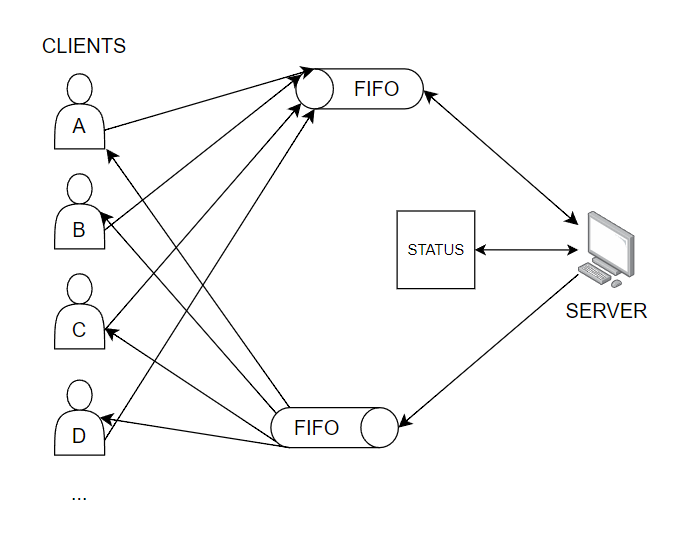 CLIENTS
A
FIFO
B
STATUS
C
SERVER
FIFO
D
...